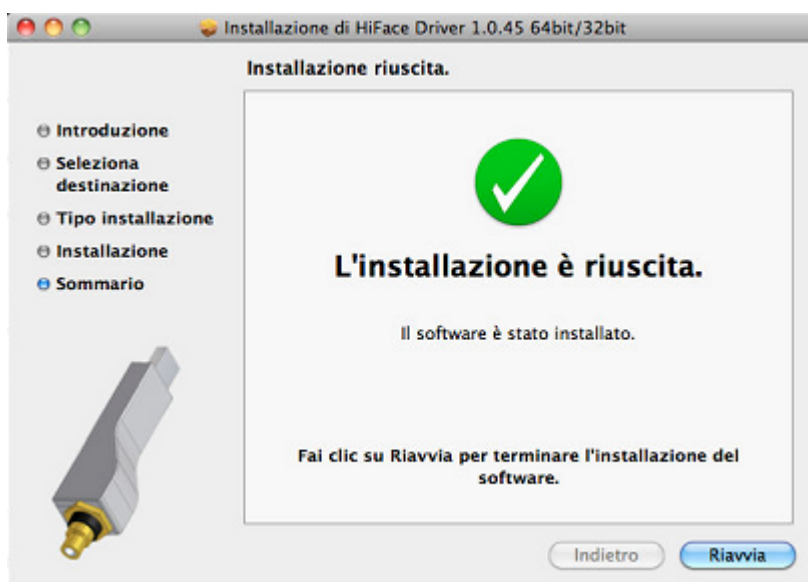 Installazione di HiFace Driver 1.0.45 64bit/32bit
Installazione riuscita.
Introduzione
Seleziona
destinazione
Tipo installazione
Installazione
Sommario
L'installazione è riuscita.
Il software è stato installato.
Fai clic su Riavvia per terminare l'installazione del
software.
Indietro
Riavvia